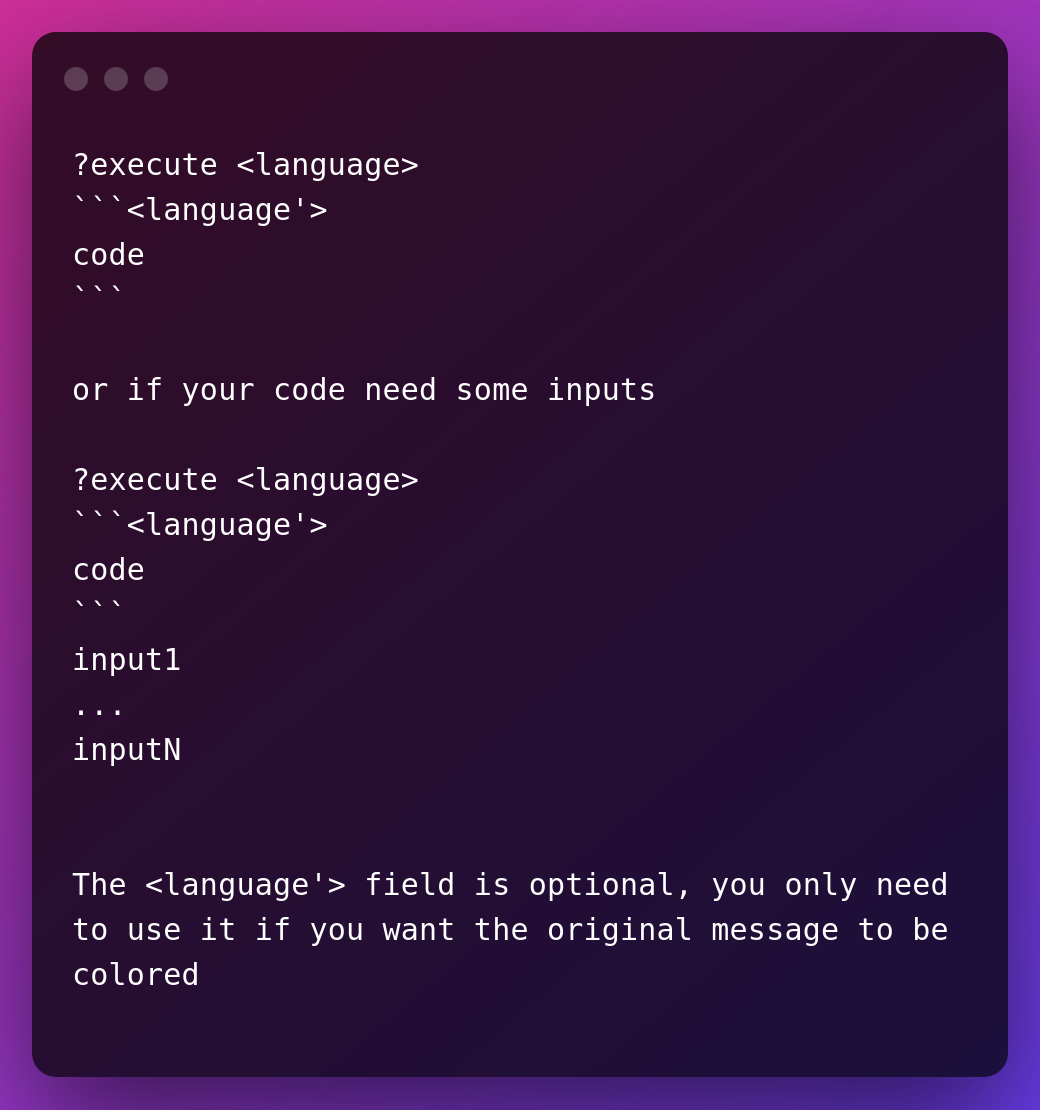 ?execute <language>
```<language'>
code
```
or if your code need some inputs
?execute <language>
```<language'>
code
```
input1
...
inputN
The <language'> field is optional, you only need
to use it if you want the original message to be
colored